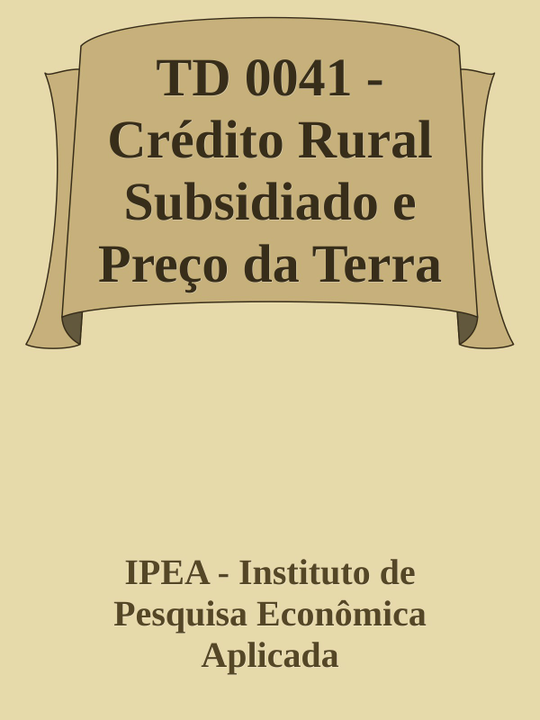 TD 0041 -
Crédito Rural
Subsidiado e
Preço da Terra
IPEA - Instituto de
Pesquisa Econômica
Aplicada